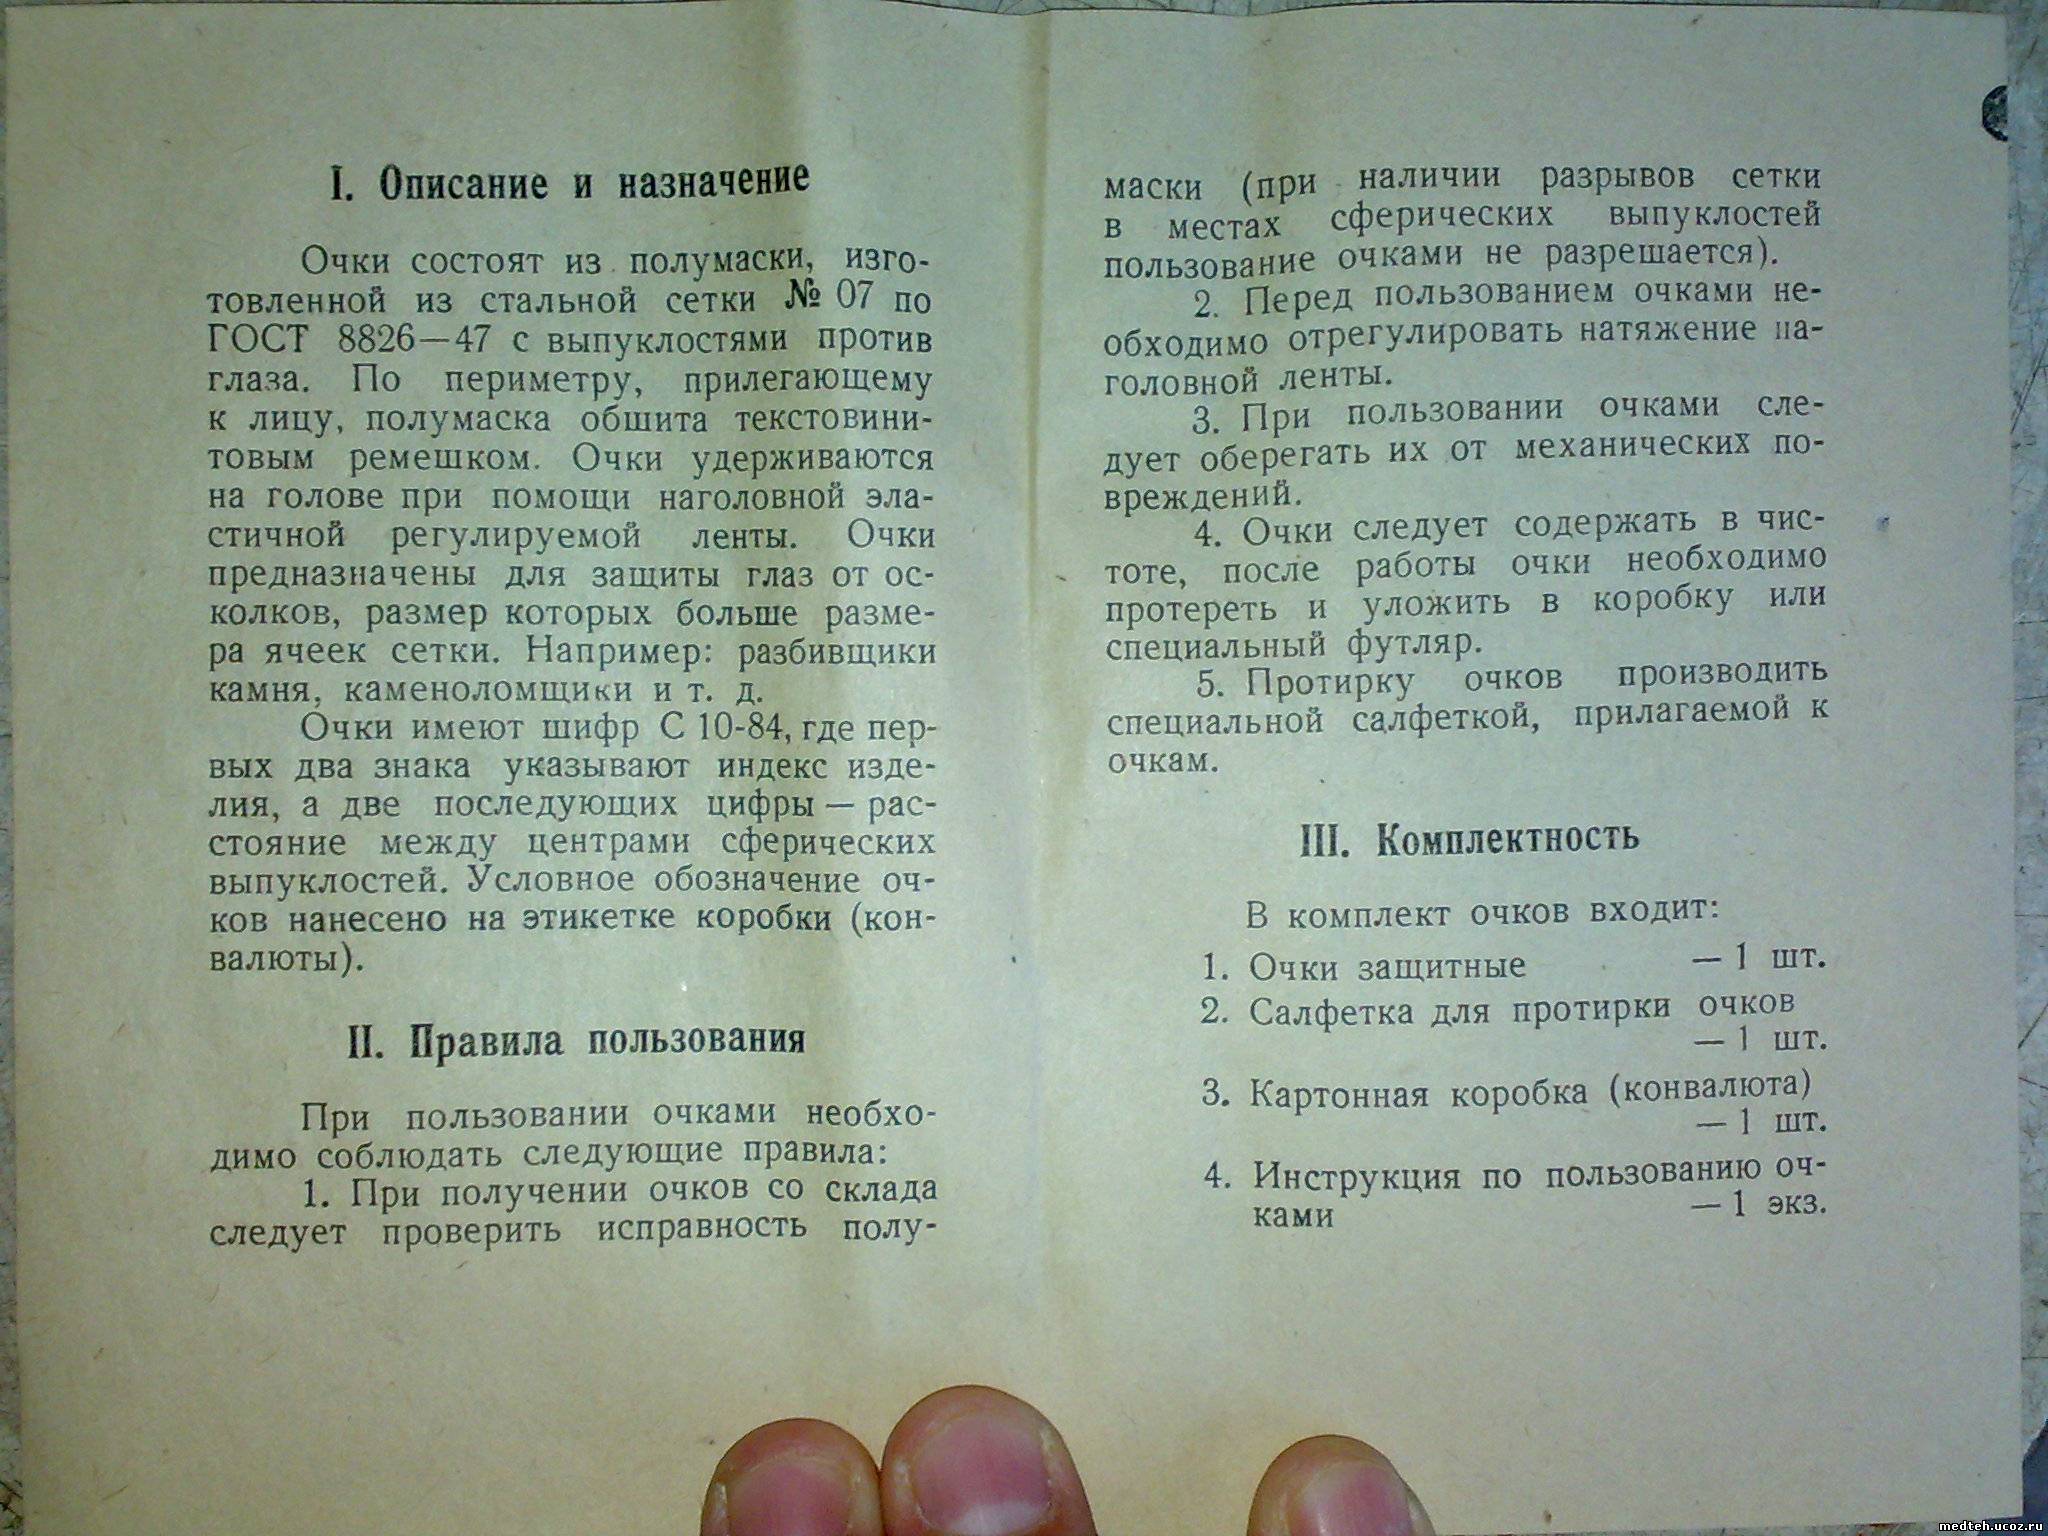 I. Описание и назначение
Очки состоят из полумаски, изго-
товленной из стальной сетки № 07 по
ГОСТ 8826—47 с выпуклостями против
глаза. По периметру, прилегающему
к лицу, полумаска обшита текстовини-
товым ремешком. Очки удерживаются
на голове при помощи наголовной эла-
стичной регулируемой ленты. Очки
предназначены для защиты глаз от ос-
колков, размер которых больше разме-
ра ячеек сетки. Например: разбивщики
камня, каменоломщики и т. д.
Очки имеют шифр С 10-84, где пер-
вых два знака указывают индекс изде-
лия, а две последующих цифры — рас-
стояние между центрами сферических
выпуклостей. Условное обозначение оч-
ков нанесено на этикетке коробки (кон-
валюты).
II. Правила пользования
При пользовании очками необхо-
димо соблюдать следующие правила:
1. При получении очков со склада
следует проверить исправность полу-
маски (при наличии разрывов сетки
в местах сферических выпуклостей
пользование очками не разрешается).
2. Перед пользованием очками не-
обходимо отрегулировать натяжение на-
головной ленты.
3. При пользовании очками сле-
дует оберегать их от механических по-
вреждений.
4. Очки следует содержать в чис-
тоте, после работы очки необходимо
протереть и уложить в коробку или
специальный футляр.
5. Протирку очков производить
специальной салфеткой, прилагаемой к
очкам.
III. Комплектность
В комплект очков входит:
1. Очки защитные — 1 шт.
2. Салфетка для протирки очков
— 1 шт.
3. Картонная коробка (конвалюта)
— 1 шт.
4. Инструкция по пользованию оч-
ками — 1 экз.
medteh.ucoz.ru